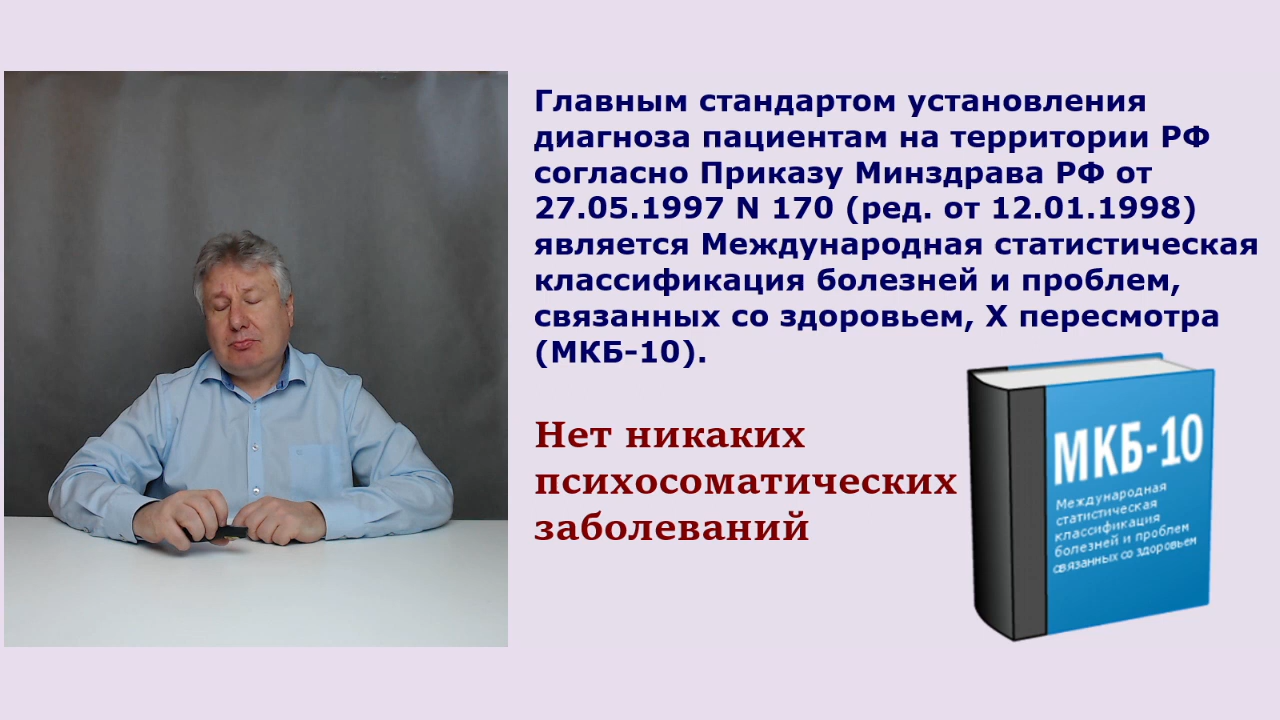 Главным стандартом установления
диагноза пациентам на территории РФ
согласно Приказу Минздрава РФ от
27.05.1997 N 170 (ред. от 12.01.1998)
является Международная статистическая
классификация болезней и проблем,
связанных со здоровьем, X пересмотра
(МКБ-10).
Нет никаких
психосоматических
заболеваний
МКБ-10
Международная
статистическая
классификация
болезней и проблем
связанных со здоровьем